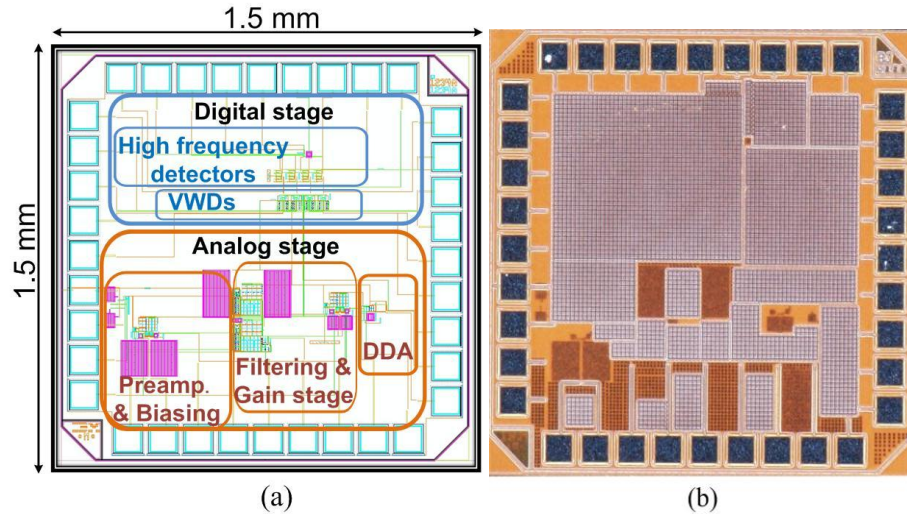 1.5 mm
1.5 mm
Digital stage
High frequency
detectors
VWDs
Analog stage
Preamp.
& Biasing
Filtering &
Gain stage
DDA
(a)
(b)